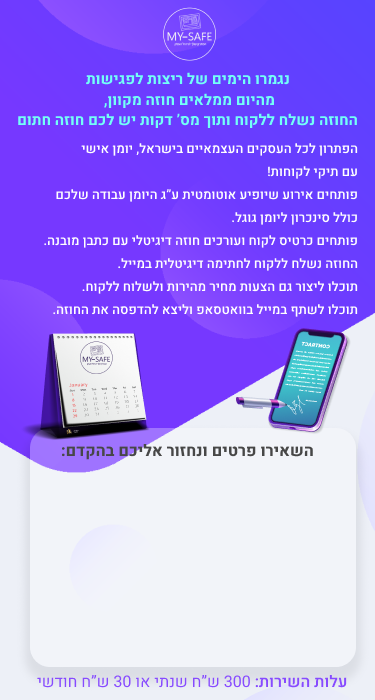 MY-SAFE
נגמרו הימים של ריצות לפגישות
מהיום ממלאים חוזה מקוון,
החוזה נשלח ללקוח ותוך מס׳ דקות יש לכם חוזה חתום
הפתרון לכל העסקים העצמאיים בישראל, יומן אישי
עם תיקי לקוחות!
פותחים אירוע שיופיע אוטומטית ע״ג היומן עבודה שלכם
כולל סינכרון ליומן גוגל.
פותחים כרטיס לקוח ועורכים חוזה דיגיטלי עם כתבן מובנה.
החוזה נשלח ללקוח לחתימה דיגיטלית במייל.
תוכלו ליצור גם הצעות מחיר מהירות ולשלוח ללקוח.
תוכלו לשתף במייל בוואטסאפ וליצא להדפסה את החוזה.
MY-SAFE
CONTRACT
השאירו פרטים ונחזור אליכם בהקדם:
עלות השירות: 300 ש״ח שנתי או 30 ש״ח חודשי